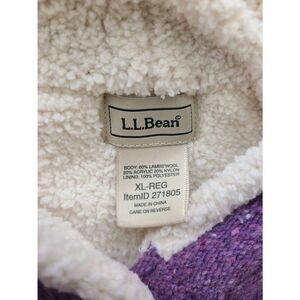 L.L.Bean®
BODY: 60% LAMBSWOOL
20% ACRYLIC 20% NYLON
LINING: 100% POLYESTER
XL-REG
ItemID 271805
MADE IN CHINA
CARE ON REVERSE